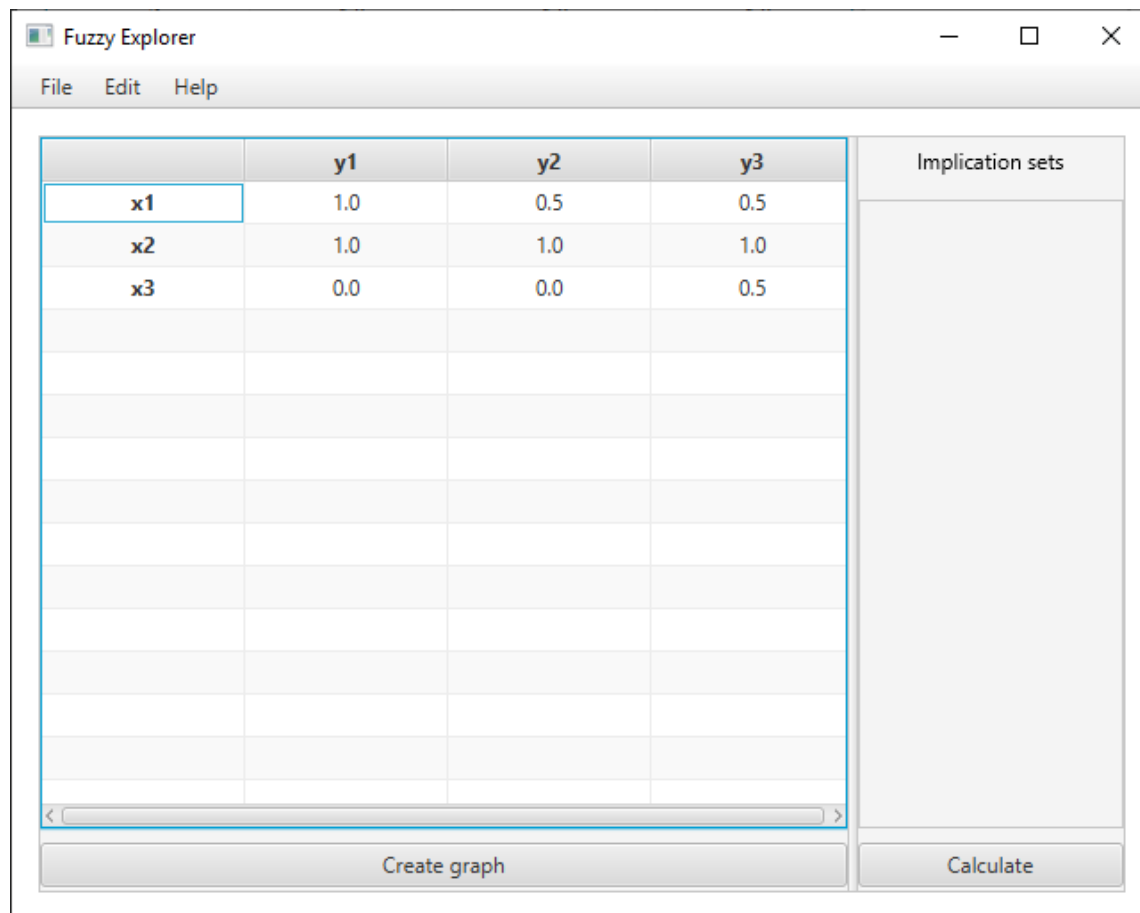 Fuzzy Explorer
File Edit Help
y1 y2 y3 Implication sets
x1 1.0 0.5 0.5
x2 1.0 1.0 1.0
x3 0.0 0.0 0.5
Create graph Calculate